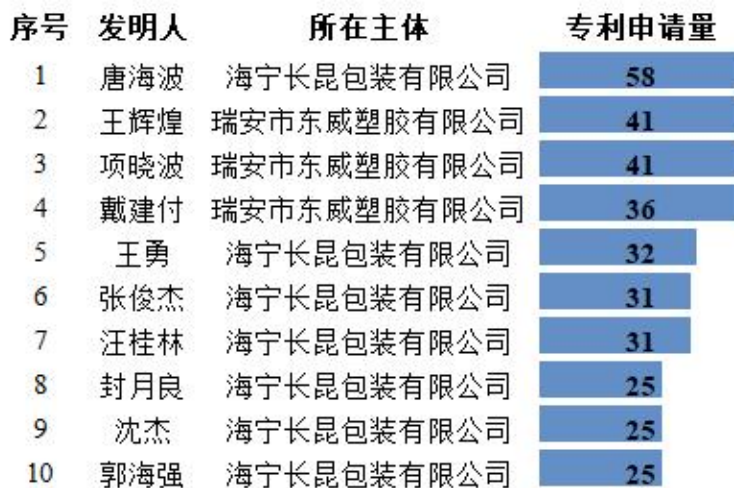 序号 发明人 所在主体 专利申请量
1 唐海波 海宁长昆包装有限公司 58
2 王辉煌 瑞安市东威塑胶有限公司 41
3 项晓波 瑞安市东威塑胶有限公司 41
4 戴建付 瑞安市东威塑胶有限公司 36
5 王勇 海宁长昆包装有限公司 32
6 张俊杰 海宁长昆包装有限公司 31
7 汪桂林 海宁长昆包装有限公司 31
8 封月良 海宁长昆包装有限公司 25
9 沈杰 海宁长昆包装有限公司 25
10 郭海强 海宁长昆包装有限公司 25